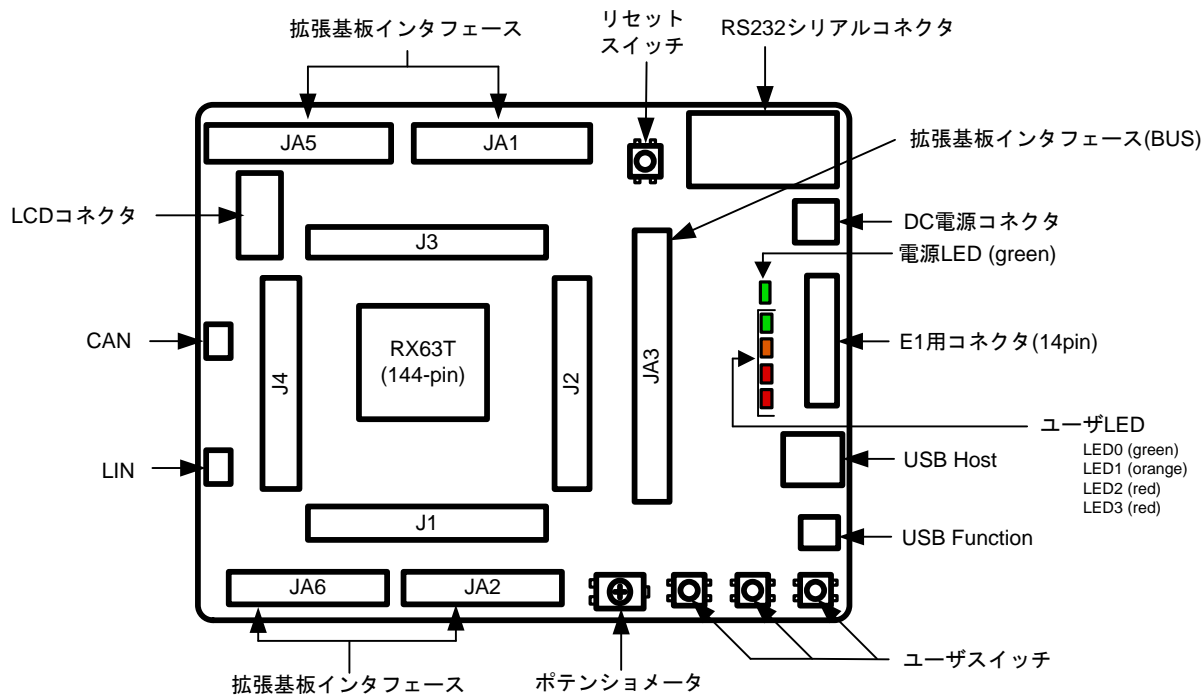 拡張基板インタフェース
リセット
スイッチ
RS232シリアルコネクタ
JA5
JA1
拡張基板インタフェース(BUS)
LCDコネクタ
DC電源コネクタ
J3
電源LED (green)
CAN
RX63T
(144-pin)
J4
J2
JA3
E1用コネクタ(14pin)
ユーザLED
LED0 (green)
LED1 (orange)
LED2 (red)
LED3 (red)
LIN
USB Host
J1
USB Function
JA6
JA2
拡張基板インタフェース
ポテンショメータ
ユーザスイッチ